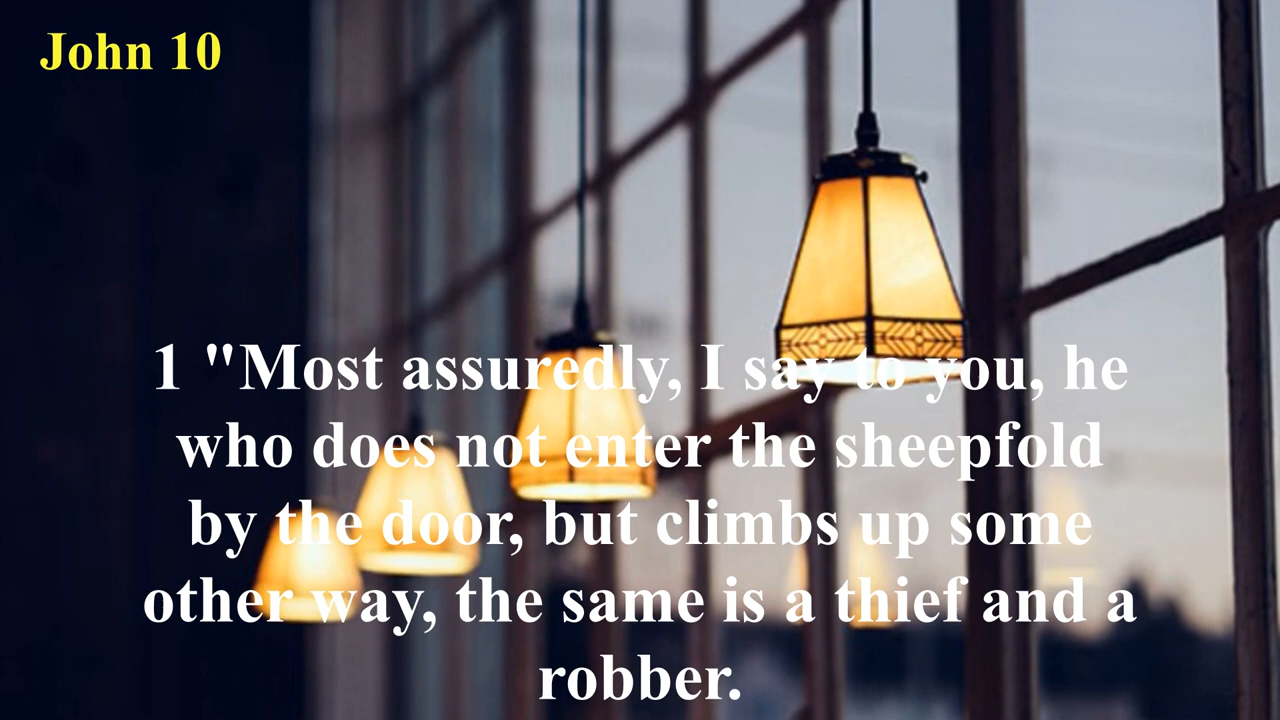 John 10
1 "Most assuredly, I say to you, he
who does not enter the sheepfold
by the door, but climbs up some
other way, the same is a thief and a
robber.